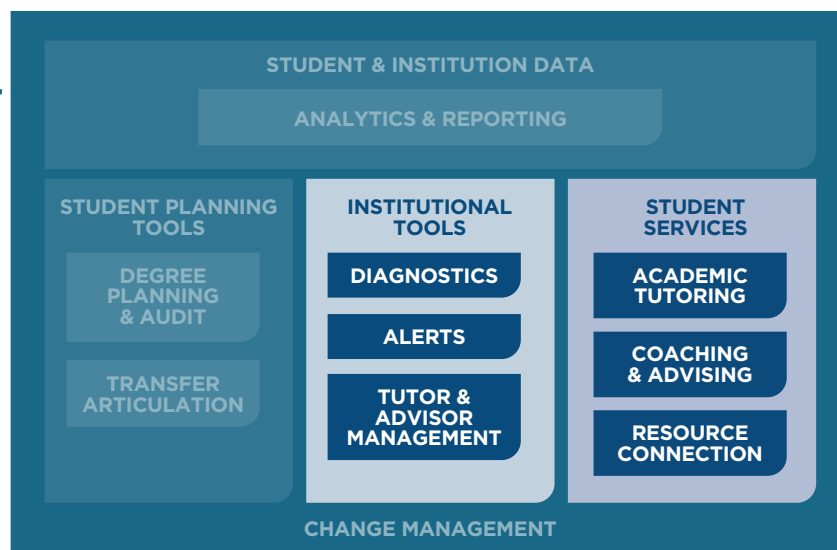 STUDENT & INSTITUTION DATA
ANALYTICS & REPORTING
STUDENT PLANNING
TOOLS
DEGREE
PLANNING
& AUDIT
TRANSFER
ARTICULATION
INSTITUTIONAL
TOOLS
DIAGNOSTICS
ALERTS
TUTOR &
ADVISOR
MANAGEMENT
STUDENT
SERVICES
ACADEMIC
TUTORING
COACHING
& ADVISING
RESOURCE
CONNECTION
CHANGE MANAGEMENT